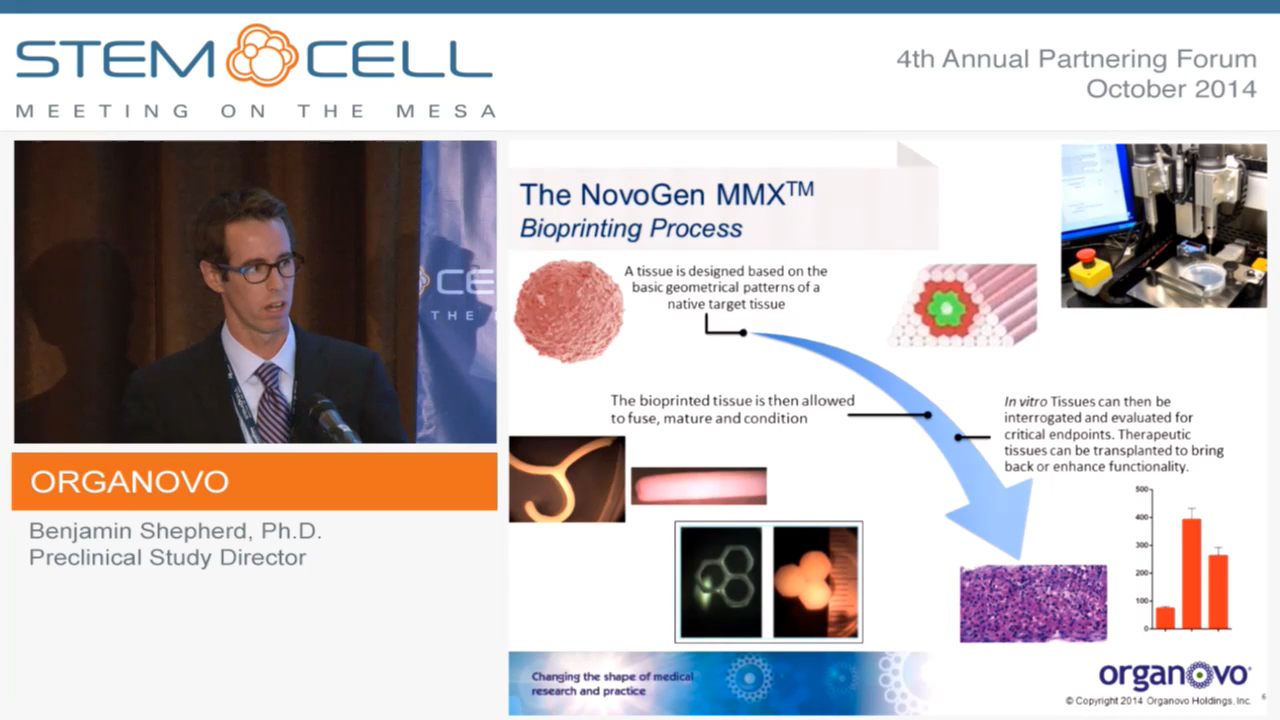 STEM CELL
MEETING ON THE MESA
4th Annual Partnering Forum
October 2014
CE
THE
ORGANOVO
Benjamin Shepherd, Ph.D.
Preclinical Study Director
The NovoGen MMX™
Bioprinting Process
A tissue is designed based on the
basic geometrical patterns of a
native target tissue
The bioprinted tissue is then allowed
to fuse, mature and condition
In vitro Tissues can then be
interrogated and evaluated for
critical endpoints. Therapeutic
tissues can be transplanted to bring
back or enhance functionality.
500
400
300
200
100
0
Changing the shape of medical
research and practice
organovo®
© Copyright 2014 Organovo Holdings, Inc.
6